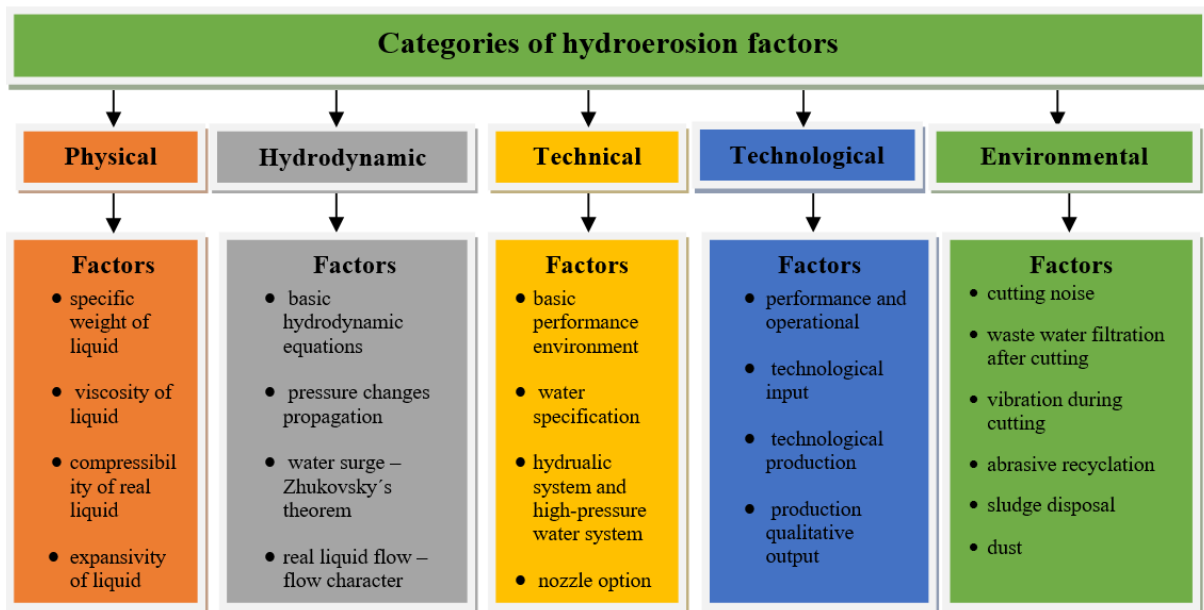 Categories of hydroerosion factors
Physical
Hydrodynamic
Technical
Technological
Environmental
Factors
• specific
weight of
liquid
• viscosity of
liquid
• compressibil
ity of real
liquid
• expansivity
of liquid
Factors
• basic
hydrodynamic
equations
• pressure changes
propagation
• water surge –
Zhukovsky´s
theorem
• real liquid flow –
flow character
Factors
• basic
performance
environment
• water
specification
• hydrualic
system and
high-pressure
water system
• nozzle option
Factors
• performance and
operational
• technological
input
• technological
production
• production
qualitative
output
Factors
• cutting noise
• waste water filtration
after cutting
• vibration during
cutting
• abrasive recyclation
• sludge disposal
• dust